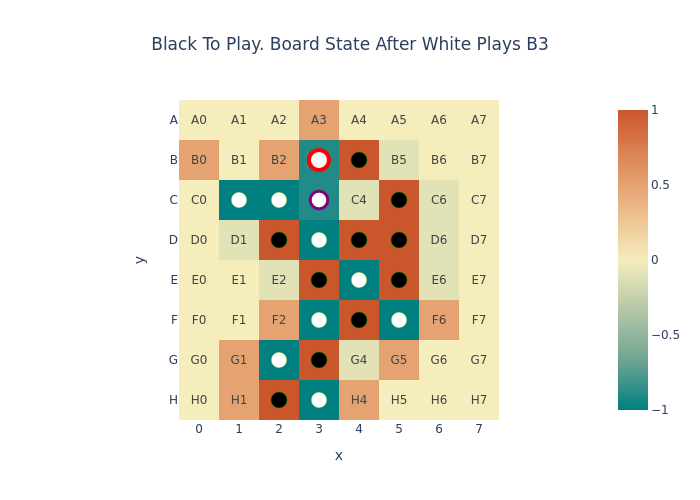 Black To Play. Board State After White Plays B3
A A0 A1 A2 A3 A4 A5 A6 A7
B B0 B1 B2 B5 B6 B7
C C0 C4 C6 C7
D D0 D1 D6 D7
E E0 E1 E2 E6 E7
F F0 F1 F2 F6 F7
G G0 G1 G4 G5 G6 G7
H H0 H1 H4 H5 H6 H7
0 1 2 3 4 5 6 7
x
y
1
0.5
0
−0.5
−1